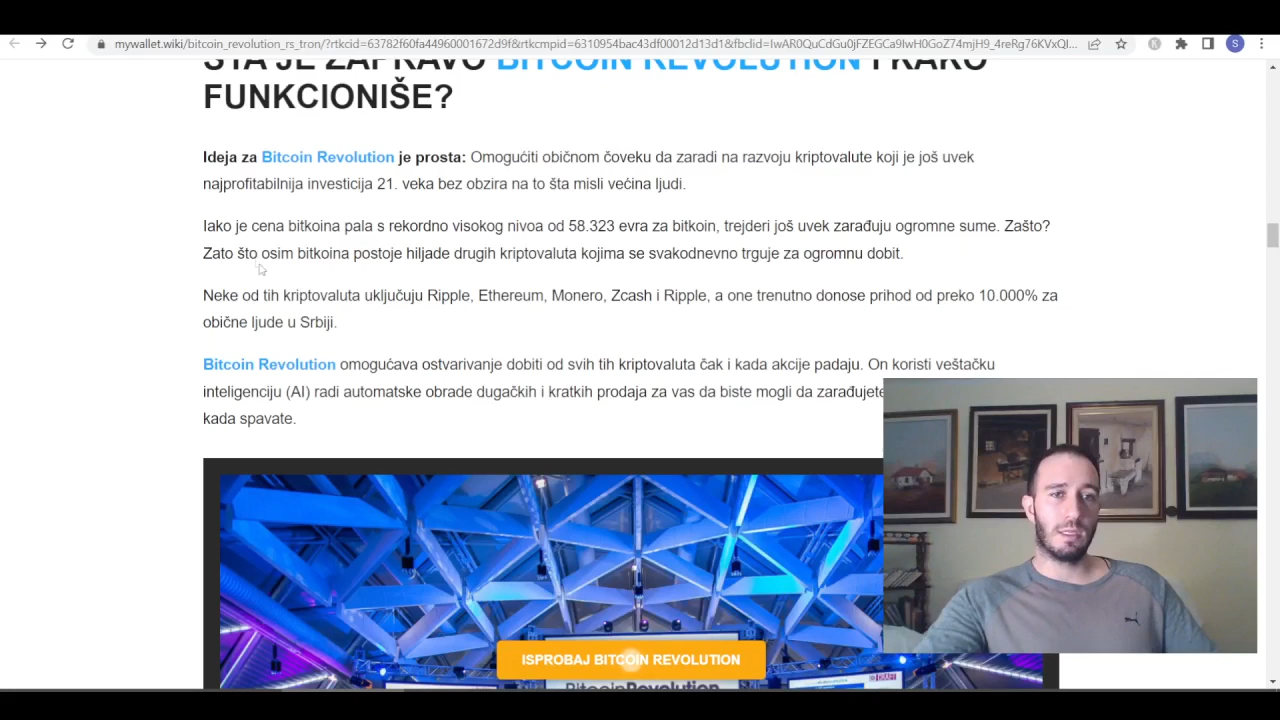 mywallet.wiki/bitcoin_revolution_rs_tron/?rtkcid=63782f60fa44960001672d9f&rtkcmpid=6310954bac43df00012d13d1&fbclid=IwAR0QuCdGu0jFZEGCa9IwH0GoZ74mjH9_4reRg76KVxQI...
S
ŠTA JE ZAPRAVO BITCOIN REVOLUTION I KAKO
FUNKCIONIŠE?
Ideja za Bitcoin Revolution je prosta: Omogućiti običnom čoveku da zaradi na razvoju kriptovalute koji je još uvek
najprofitabilnija investicija 21. veka bez obzira na to šta misli većina ljudi.
Iako je cena bitkoina pala s rekordno visokog nivoa od 58.323 evra za bitkoin, trejderi još uvek zarađuju ogromne sume. Zašto?
Zato što osim bitkoina postoje hiljade drugih kriptovaluta kojima se svakodnevno trguje za ogromnu dobit.
Neke od tih kriptovaluta uključuju Ripple, Ethereum, Monero, Zcash i Ripple, a one trenutno donose prihod od preko 10.000% za
obične ljude u Srbiji.
Bitcoin Revolution omogućava ostvarivanje dobiti od svih tih kriptovaluta čak i kada akcije padaju. On koristi veštačku
inteligenciju (AI) radi automatske obrade dugačkih i kratkih prodaja za vas da biste mogli da zarađujete
kada spavate.
ISPROBAJ BITCOIN REVOLUTION
BitcoinRevolution